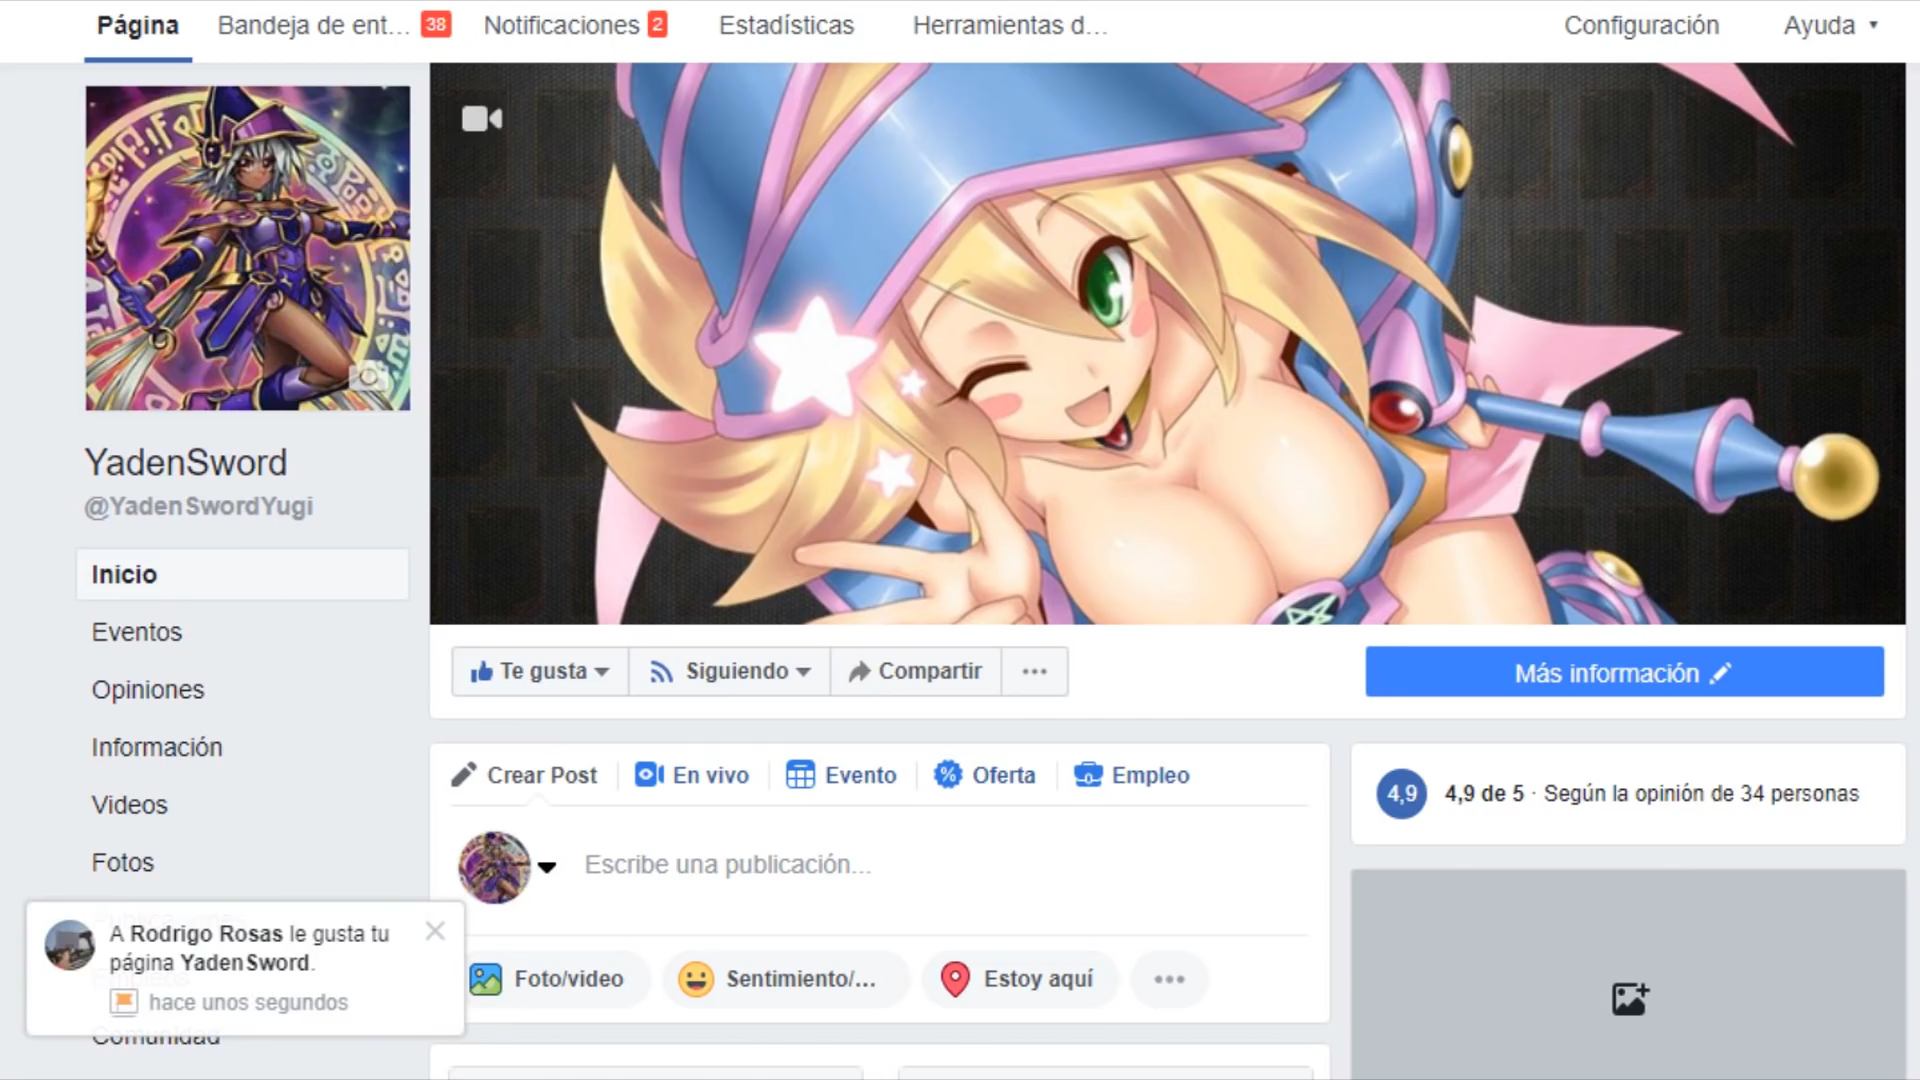 Página
Bandeja de ent... 38
Notificaciones 2
Estadísticas
Herramientas d...
Configuración
Ayuda
YadenSword
@YadenSwordYugi
Inicio
Eventos
Opiniones
Información
Videos
Fotos
Comunidad
A Rodrigo Rosas le gusta tu
página YadenSword.
hace unos segundos
Te gusta
Siguiendo
Compartir
...
Más información
Crear Post
En vivo
Evento
Oferta
Empleo
Escribe una publicación...
Foto/video
Sentimiento/...
Estoy aquí
...
4,9
4,9 de 5 · Según la opinión de 34 personas